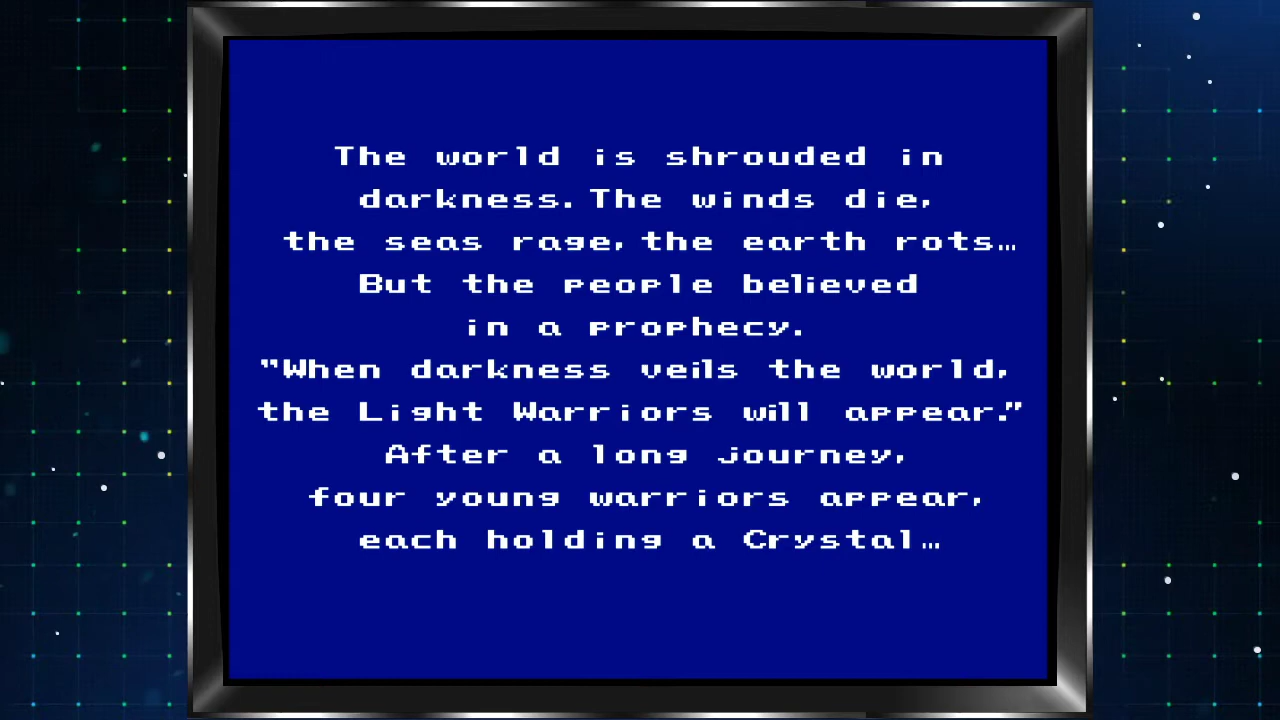 The world is shrouded in
darkness. The winds die,
the seas rage, the earth rots…
But the people believed
in a prophecy.
"When darkness veils the world,
the Light Warriors will appear."
After a long journey,
four young warriors appear,
each holding a Crystal…